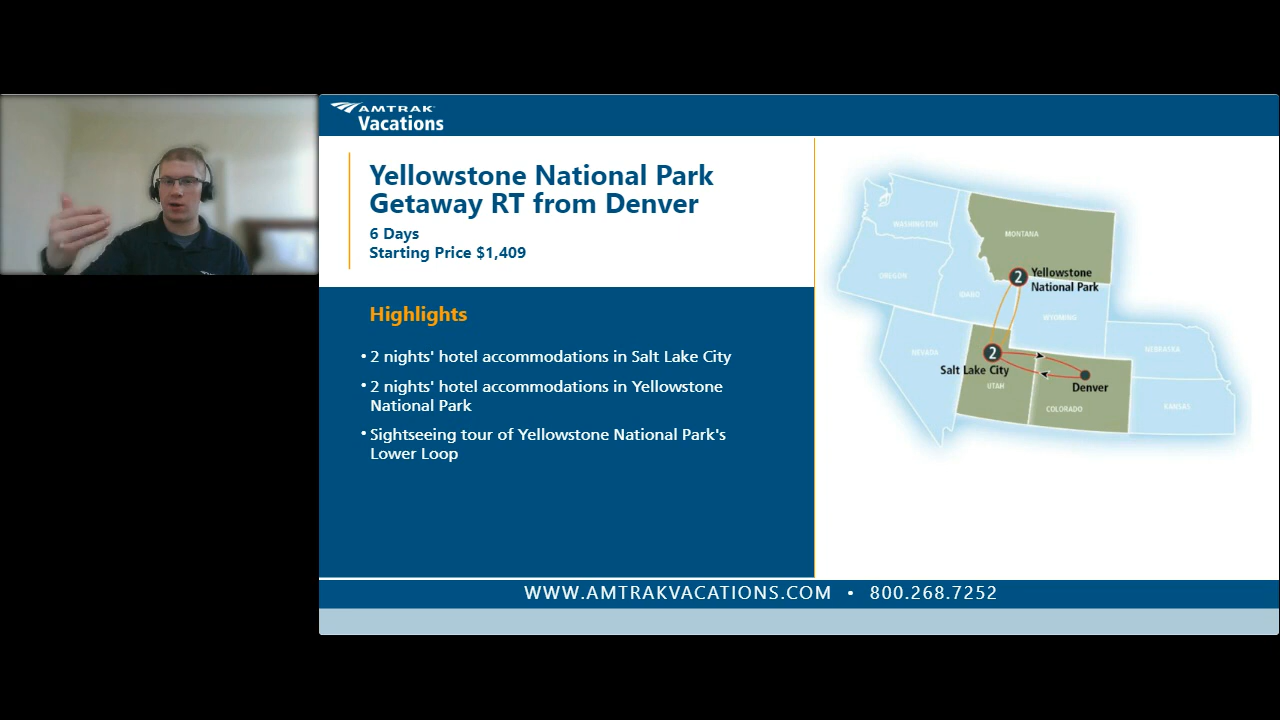 AMTRAK
Vacations
Yellowstone National Park
Getaway RT from Denver
6 Days
Starting Price $1,409
Highlights
• 2 nights' hotel accommodations in Salt Lake City
• 2 nights' hotel accommodations in Yellowstone
National Park
• Sightseeing tour of Yellowstone National Park's
Lower Loop
WASHINGTON
MONTANA
OREGON
IDAHO
2
Yellowstone
National Park
WYOMING
NEVADA
2
Salt Lake City
UTAH
Denver
COLORADO
NEBRASKA
KANSAS
WWW.AMTRAKVACATIONS.COM • 800.268.7252